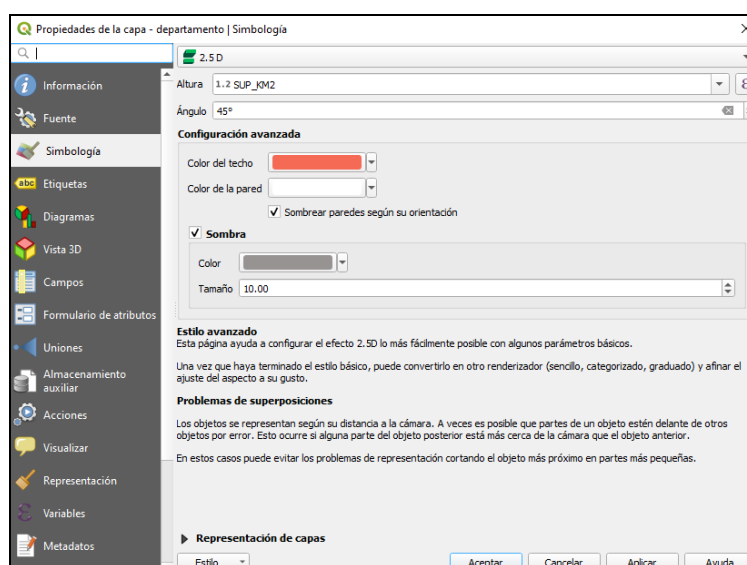 Propiedades de la capa - departamento | Simbología
2.5 D
Información
Altura 1.2 SUP_KM2
Fuente
Ángulo 45°
Configuración avanzada
Simbología
Color del techo
Etiquetas
Color de la pared
Diagramas
Sombrear paredes según su orientación
Sombra
Vista 3D
Color
Campos
Tamaño 10.00
Formulario de atributos
Estilo avanzado
Esta página ayuda a configurar el efecto 2.5D lo más fácilmente posible con algunos parámetros básicos.
Uniones
Una vez que haya terminado el estilo básico, puede convertirlo en otro renderizador (sencillo, categorizado, graduado) y afinar el
ajuste del aspecto a su gusto.
Almacenamiento
auxiliar
Problemas de superposiciones
Acciones
Los objetos se representan según su distancia a la cámara. A veces es posible que partes de un objeto estén delante de otros
objetos por error. Esto ocurre si alguna parte del objeto posterior está más cerca de la cámara que el objeto anterior.
Visualizar
En estos casos puede evitar los problemas de representación cortando el objeto más próximo en partes más pequeñas.
Representación
Variables
Representación de capas
Metadatos
Estilo
Aceptar
Cancelar
Aplicar
Ayuda
abc